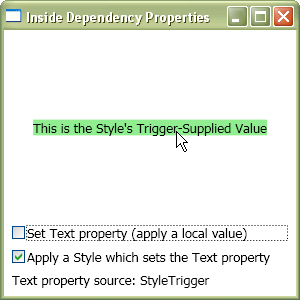 Inside Dependency Properties
This is the Style's Trigger-Supplied Value
Set Text property (apply a local value)
Apply a Style which sets the Text property
Text property source: StyleTrigger